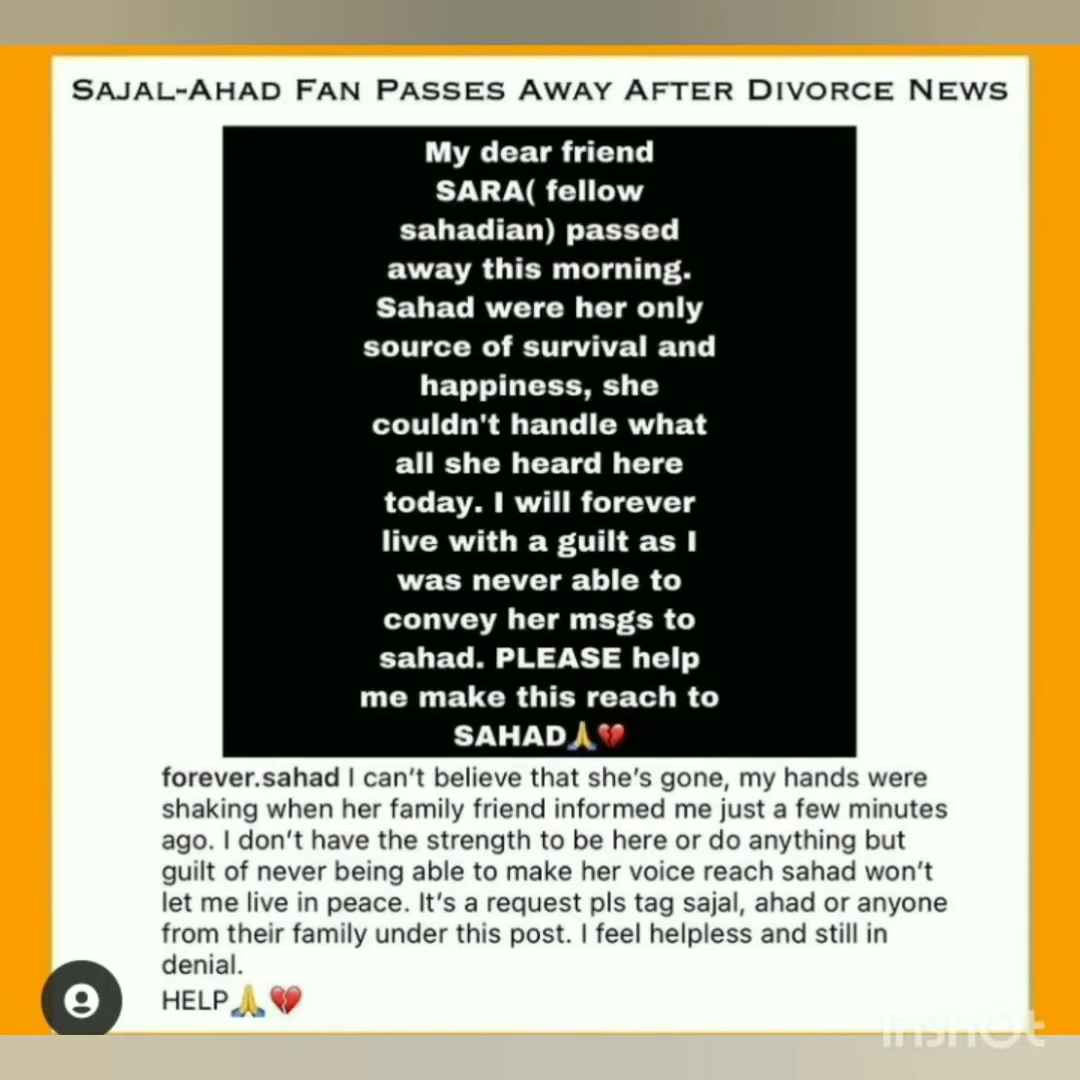 SAJAL-AHAD FAN PASSES AWAY AFTER DIVORCE NEWS
My dear friend
SARA( fellow
sahadian) passed
away this morning.
Sahad were her only
source of survival and
happiness, she
couldn't handle what
all she heard here
today. I will forever
live with a guilt as I
was never able to
convey her msgs to
sahad. PLEASE help
me make this reach to
SAHAD🙏💔
forever.sahad I can't believe that she's gone, my hands were
shaking when her family friend informed me just a few minutes
ago. I don't have the strength to be here or do anything but
guilt of never being able to make her voice reach sahad won't
let me live in peace. It's a request pls tag sajal, ahad or anyone
from their family under this post. I feel helpless and still in
denial.
HELP🙏💔
InShOt